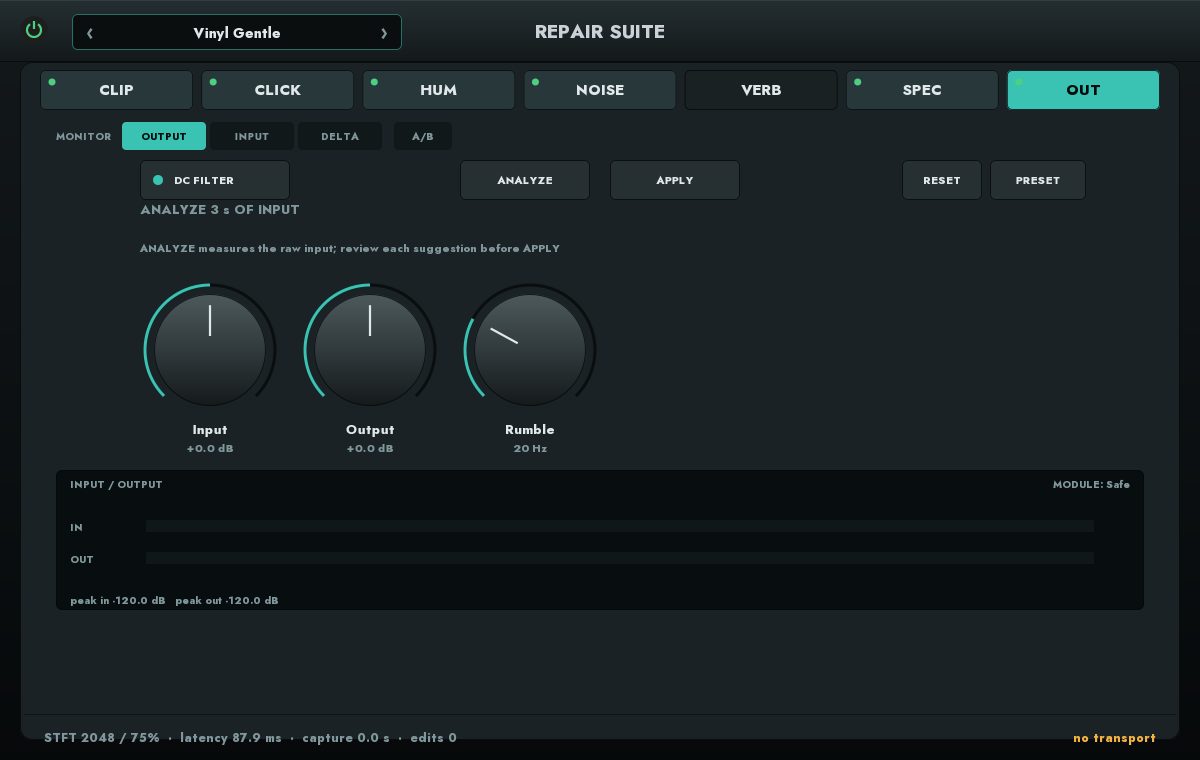 ‹ Vinyl Gentle › REPAIR SUITE
CLIP CLICK HUM NOISE VERB SPEC OUT
MONITOR OUTPUT INPUT DELTA A/B
DC FILTER ANALYZE APPLY RESET PRESET
ANALYZE 3 s OF INPUT
ANALYZE measures the raw input; review each suggestion before APPLY
Input Output Rumble
+0.0 dB +0.0 dB 20 Hz
INPUT / OUTPUT MODULE: Safe
IN
OUT
peak in -120.0 dB peak out -120.0 dB
STFT 2048 / 75% · latency 87.9 ms · capture 0.0 s · edits 0 no transport